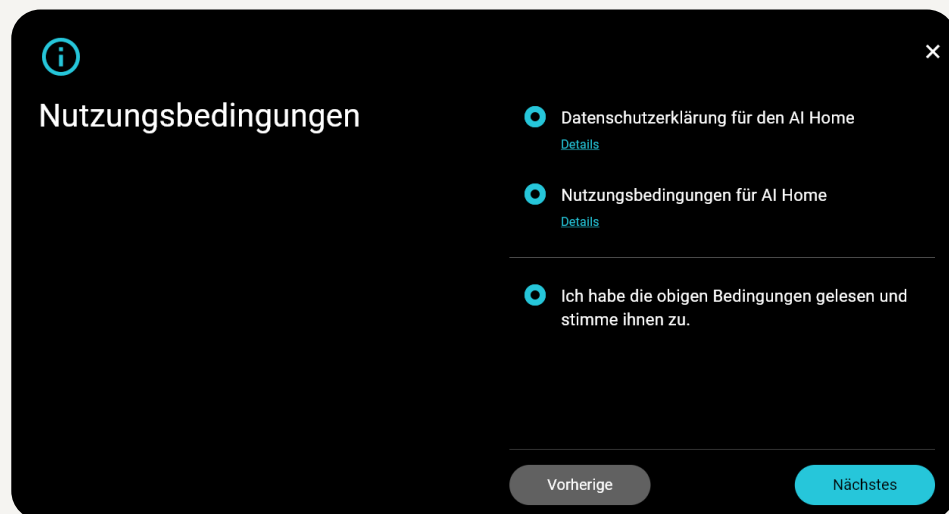 Nutzungsbedingungen
Datenschutzerklärung für den AI Home
Details
Nutzungsbedingungen für AI Home
Details
Ich habe die obigen Bedingungen gelesen und
stimme ihnen zu.
Vorherige
Nächstes